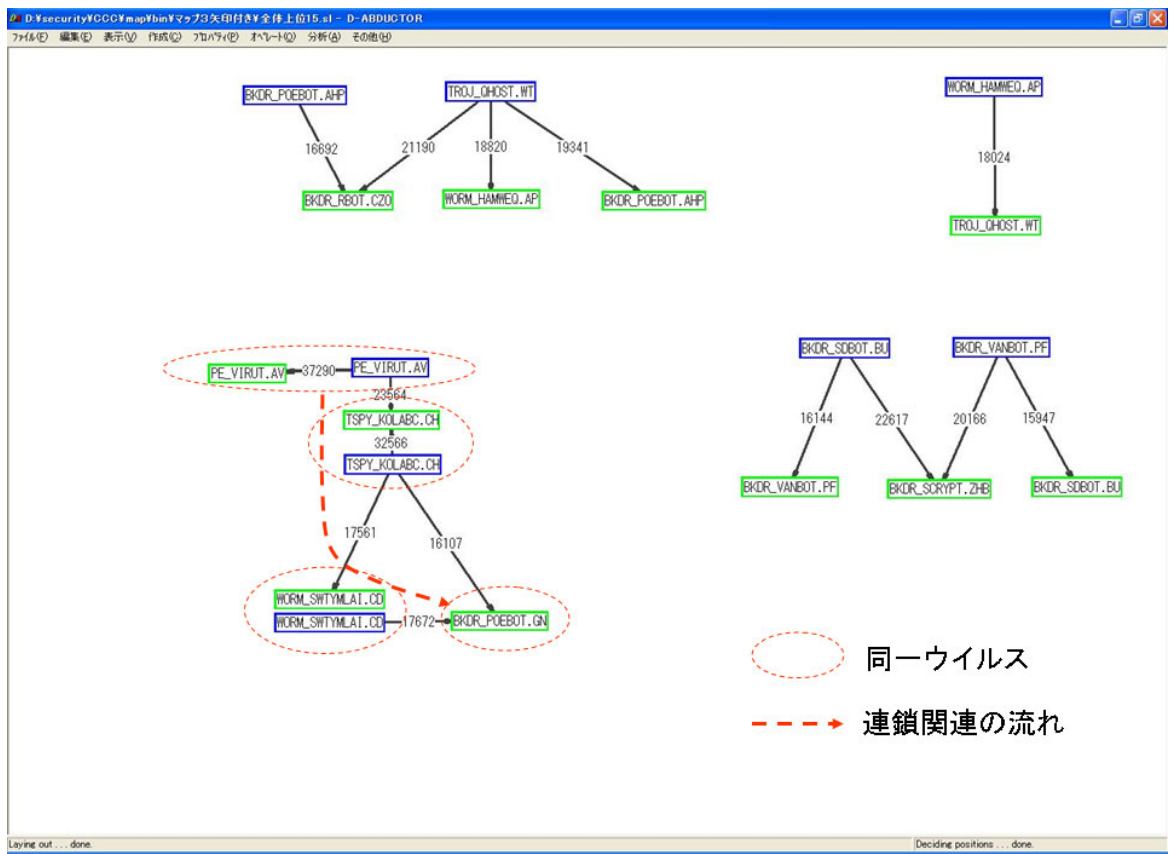 D:¥security¥CCC¥map¥bin¥マップ3矢印付き¥全体上位15.sl - D-ABDUCTOR
ファイル(F) 編集(E) 表示(V) 作成(C) プロパティ(P) オペレート(O) 分析(A) その他(H)
BKDR_POEBOT.AHP
TROJ_QHOST.WT
WORM_HAMWEQ.AP
16692
21190
18820
19341
18024
BKDR_RBOT.CZO
WORM_HAMWEQ.AP
BKDR_POEBOT.AHP
TROJ_QHOST.WT
PE_VIRUT.AV
37290
PE_VIRUT.AV
23564
TSPY_KOLABC.CH
32566
TSPY_KOLABC.CH
17561
16107
WORM_SWTYMLAI.CD
WORM_SWTYMLAI.CD
17672
BKDR_POEBOT.GN
BKDR_SDBOT.BU
BKDR_VANBOT.PF
16144
22617
20166
15947
BKDR_VANBOT.PF
BKDR_SCRYPT.ZHB
BKDR_SDBOT.BU
同一ウイルス
連鎖関連の流れ
Laying out ... done.
Deciding positions ... done.